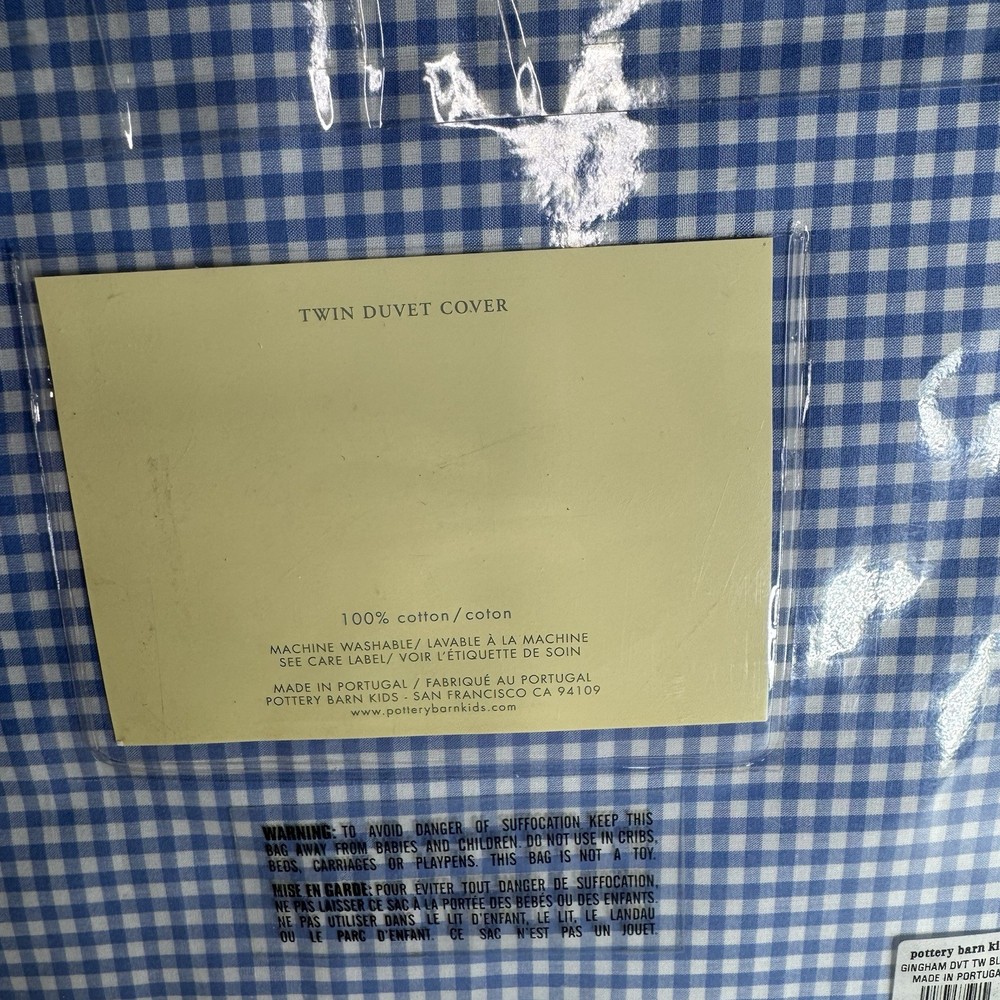 TWIN DUVET COVER
100% cotton/coton
MACHINE WASHABLE/ LAVABLE À LA MACHINE
SEE CARE LABEL/ VOIR L'ÉTIQUETTE DE SOIN
MADE IN PORTUGAL / FABRIQUÉ AU PORTUGAL
POTTERY BARN KIDS - SAN FRANCISCO CA 94109
www.potterybarnkids.com
WARNING: TO AVOID DANGER OF SUFFOCATION KEEP THIS
BAG AWAY FROM BABIES AND CHILDREN. DO NOT USE IN CRIBS,
BEDS, CARRIAGES OR PLAYPENS. THIS BAG IS NOT A TOY.
MISE EN GARDE: POUR ÉVITER TOUT DANGER DE SUFFOCATION,
NE PAS LAISSER CE SAC À LA PORTÉE DES BÉBÉS OU DES ENFANTS.
NE PAS UTILISER DANS LE LIT D'ENFANT, LE LIT, LE LANDAU
OU LE PARC D'ENFANT. CE SAC N'EST PAS UN JOUET.
pottery barn ki
GINGHAM DVT TW BL
MADE IN PORTUGA